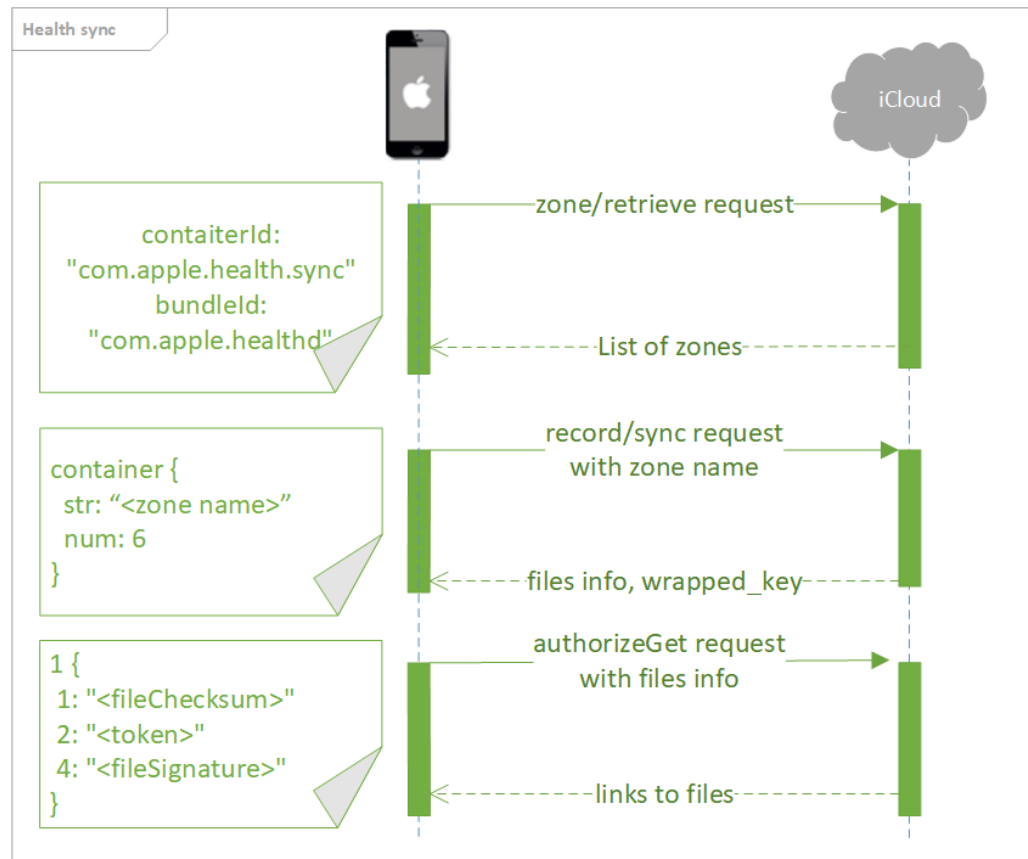 Health sync
iCloud
contaiterId:
"com.apple.health.sync"
bundleId:
"com.apple.healthd"
zone/retrieve request
List of zones
container {
str: “<zone name>”
num: 6
}
record/sync request
with zone name
files info, wrapped_key
1 {
1: "<fileChecksum>"
2: "<token>"
4: "<fileSignature>"
}
authorizeGet request
with files info
links to files